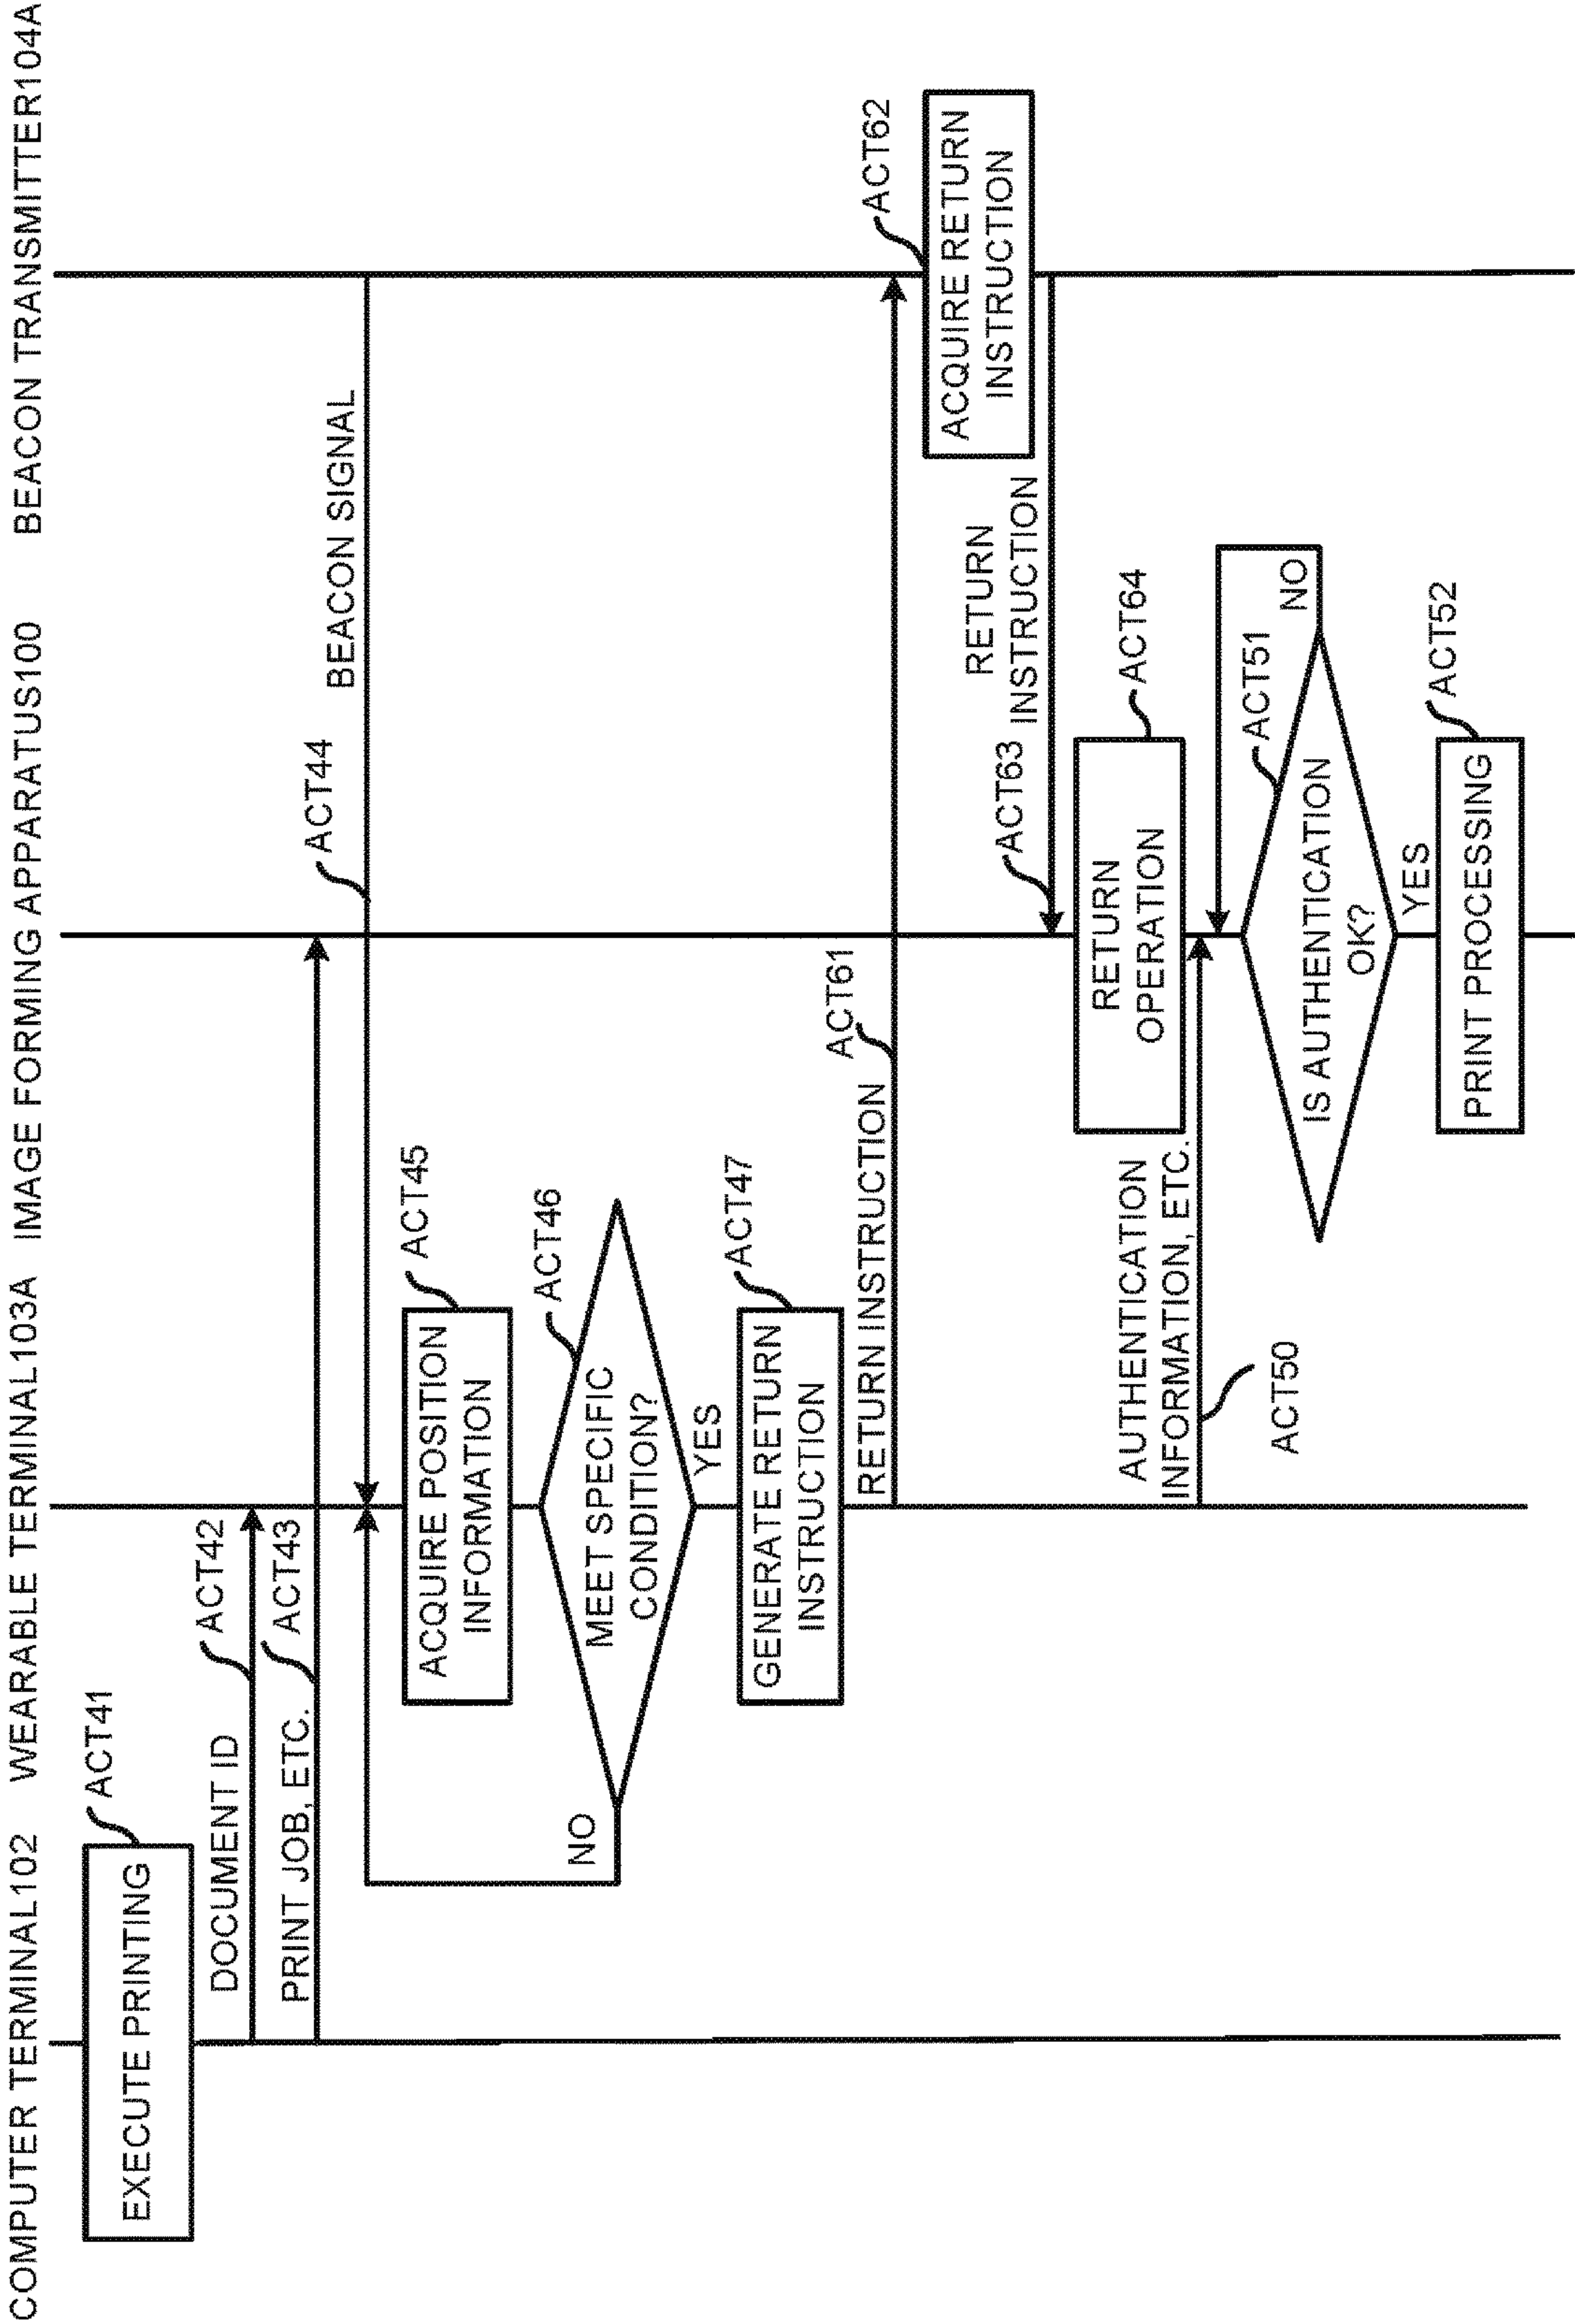 COMPUTER TERMINAL102
WEARABLE TERMINAL103A
IMAGE FORMING APPARATUS100
BEACON TRANSMITTER104A
ACT41
EXECUTE PRINTING
DOCUMENT ID
ACT42
PRINT JOB, ETC.
ACT43
ACT44
BEACON SIGNAL
ACT45
ACQUIRE POSITION
INFORMATION
ACT46
MEET SPECIFIC
CONDITION?
NO
YES
ACT47
GENERATE RETURN
INSTRUCTION
RETURN INSTRUCTION
ACT61
ACT62
ACQUIRE RETURN
INSTRUCTION
RETURN
INSTRUCTION
ACT63
ACT64
RETURN
OPERATION
AUTHENTICATION
INFORMATION, ETC.
ACT50
ACT51
NO
IS AUTHENTICATION
OK?
YES
ACT52
PRINT PROCESSING